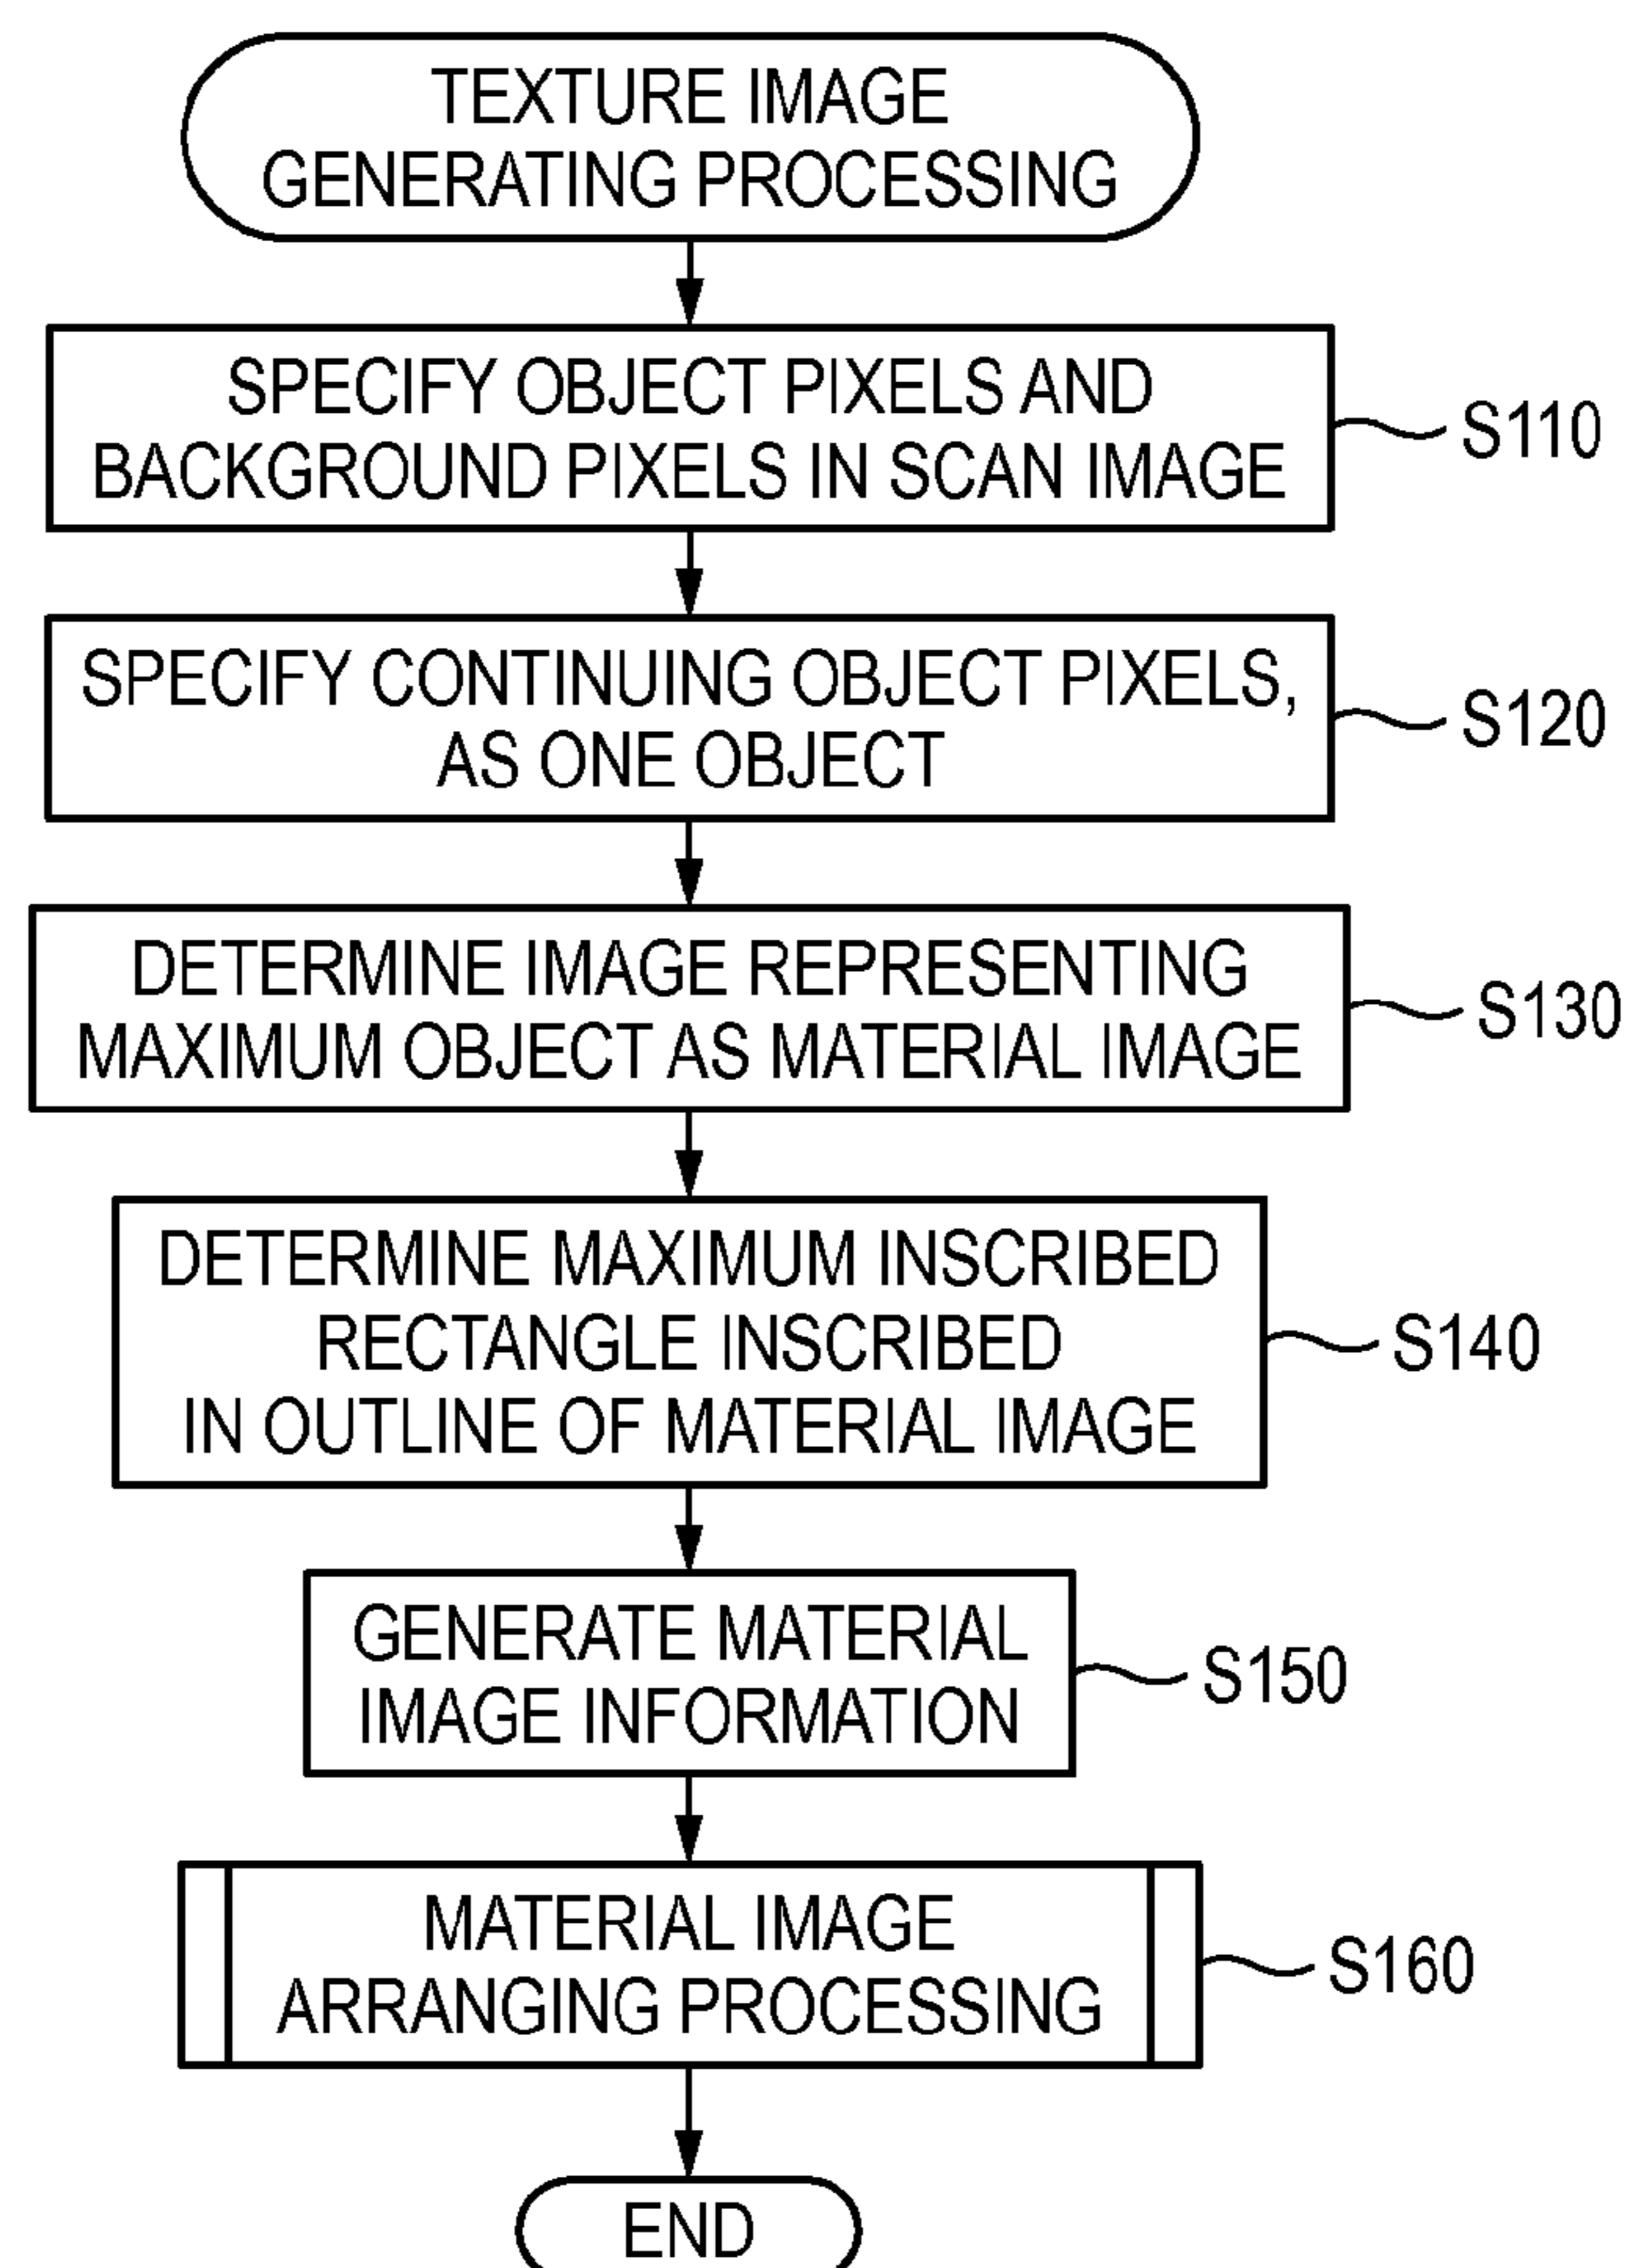 TEXTURE IMAGE
GENERATING PROCESSING
SPECIFY OBJECT PIXELS AND
BACKGROUND PIXELS IN SCAN IMAGE
S110
SPECIFY CONTINUING OBJECT PIXELS,
AS ONE OBJECT
S120
DETERMINE IMAGE REPRESENTING
MAXIMUM OBJECT AS MATERIAL IMAGE
S130
DETERMINE MAXIMUM INSCRIBED
RECTANGLE INSCRIBED
IN OUTLINE OF MATERIAL IMAGE
S140
GENERATE MATERIAL
IMAGE INFORMATION
S150
MATERIAL IMAGE
ARRANGING PROCESSING
S160
END